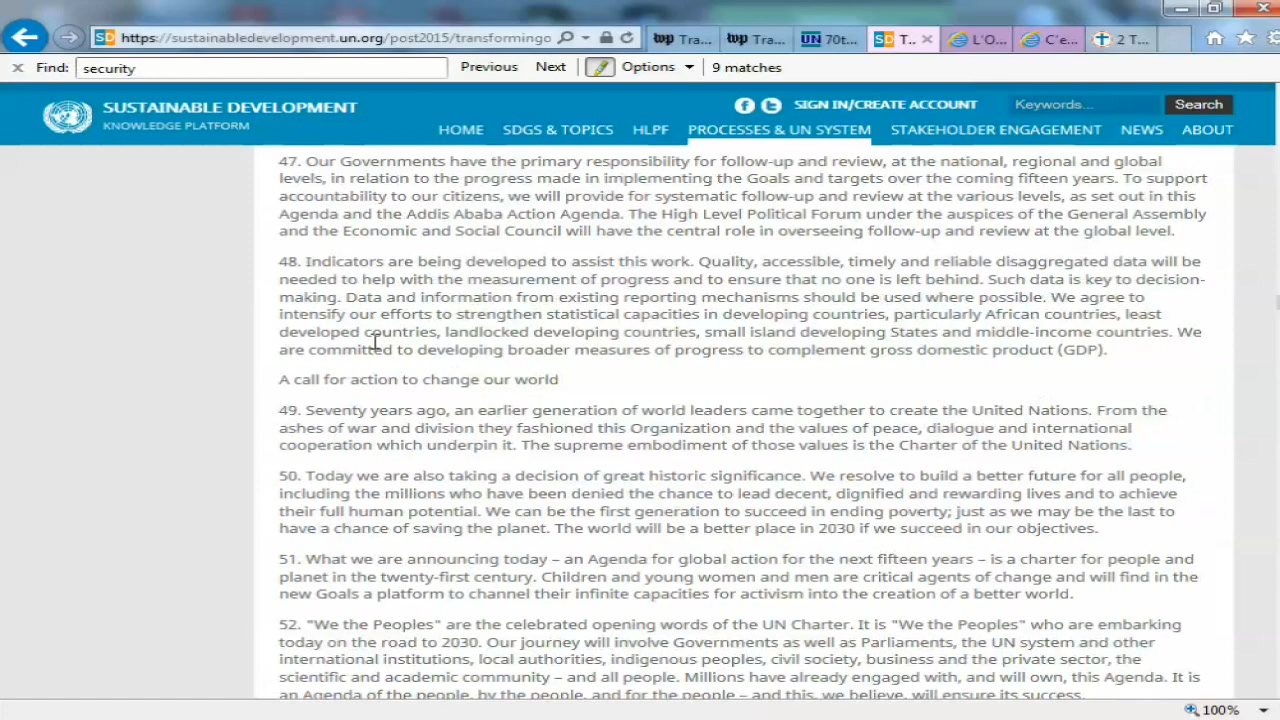 https://sustainabledevelopment.un.org/post2015/transformingo
Tra...
Tra...
UN 70t...
SD T...
L'O...
C'e...
2 T...
Find: security
Previous Next Options 9 matches
SUSTAINABLE DEVELOPMENT
KNOWLEDGE PLATFORM
SIGN IN/CREATE ACCOUNT
Keywords...
Search
HOME SDGS & TOPICS HLPF PROCESSES & UN SYSTEM STAKEHOLDER ENGAGEMENT NEWS ABOUT
47. Our Governments have the primary responsibility for follow-up and review, at the national, regional and global
levels, in relation to the progress made in implementing the Goals and targets over the coming fifteen years. To support
accountability to our citizens, we will provide for systematic follow-up and review at the various levels, as set out in this
Agenda and the Addis Ababa Action Agenda. The High Level Political Forum under the auspices of the General Assembly
and the Economic and Social Council will have the central role in overseeing follow-up and review at the global level.
48. Indicators are being developed to assist this work. Quality, accessible, timely and reliable disaggregated data will be
needed to help with the measurement of progress and to ensure that no one is left behind. Such data is key to decision-
making. Data and information from existing reporting mechanisms should be used where possible. We agree to
intensify our efforts to strengthen statistical capacities in developing countries, particularly African countries, least
developed countries, landlocked developing countries, small island developing States and middle-income countries. We
are committed to developing broader measures of progress to complement gross domestic product (GDP).
A call for action to change our world
49. Seventy years ago, an earlier generation of world leaders came together to create the United Nations. From the
ashes of war and division they fashioned this Organization and the values of peace, dialogue and international
cooperation which underpin it. The supreme embodiment of those values is the Charter of the United Nations.
50. Today we are also taking a decision of great historic significance. We resolve to build a better future for all people,
including the millions who have been denied the chance to lead decent, dignified and rewarding lives and to achieve
their full human potential. We can be the first generation to succeed in ending poverty; just as we may be the last to
have a chance of saving the planet. The world will be a better place in 2030 if we succeed in our objectives.
51. What we are announcing today – an Agenda for global action for the next fifteen years – is a charter for people and
planet in the twenty-first century. Children and young women and men are critical agents of change and will find in the
new Goals a platform to channel their infinite capacities for activism into the creation of a better world.
52. "We the Peoples" are the celebrated opening words of the UN Charter. It is "We the Peoples" who are embarking
today on the road to 2030. Our journey will involve Governments as well as Parliaments, the UN system and other
international institutions, local authorities, indigenous peoples, civil society, business and the private sector, the
scientific and academic community – and all people. Millions have already engaged with, and will own, this Agenda. It is
an Agenda of the people, by the people, and for the people – and this, we believe, will ensure its success.
100%